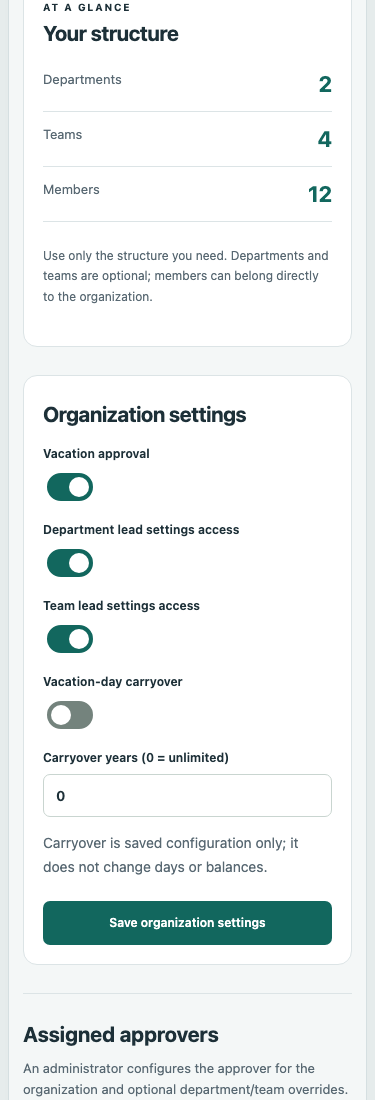 AT A GLANCE
Your structure
Departments
2
Teams
4
Members
12
Use only the structure you need. Departments and
teams are optional; members can belong directly
to the organization.
Organization settings
Vacation approval
Department lead settings access
Team lead settings access
Vacation-day carryover
Carryover years (0 = unlimited)
0
Carryover is saved configuration only; it
does not change days or balances.
Save organization settings
Assigned approvers
An administrator configures the approver for the
organization and optional department/team overrides.